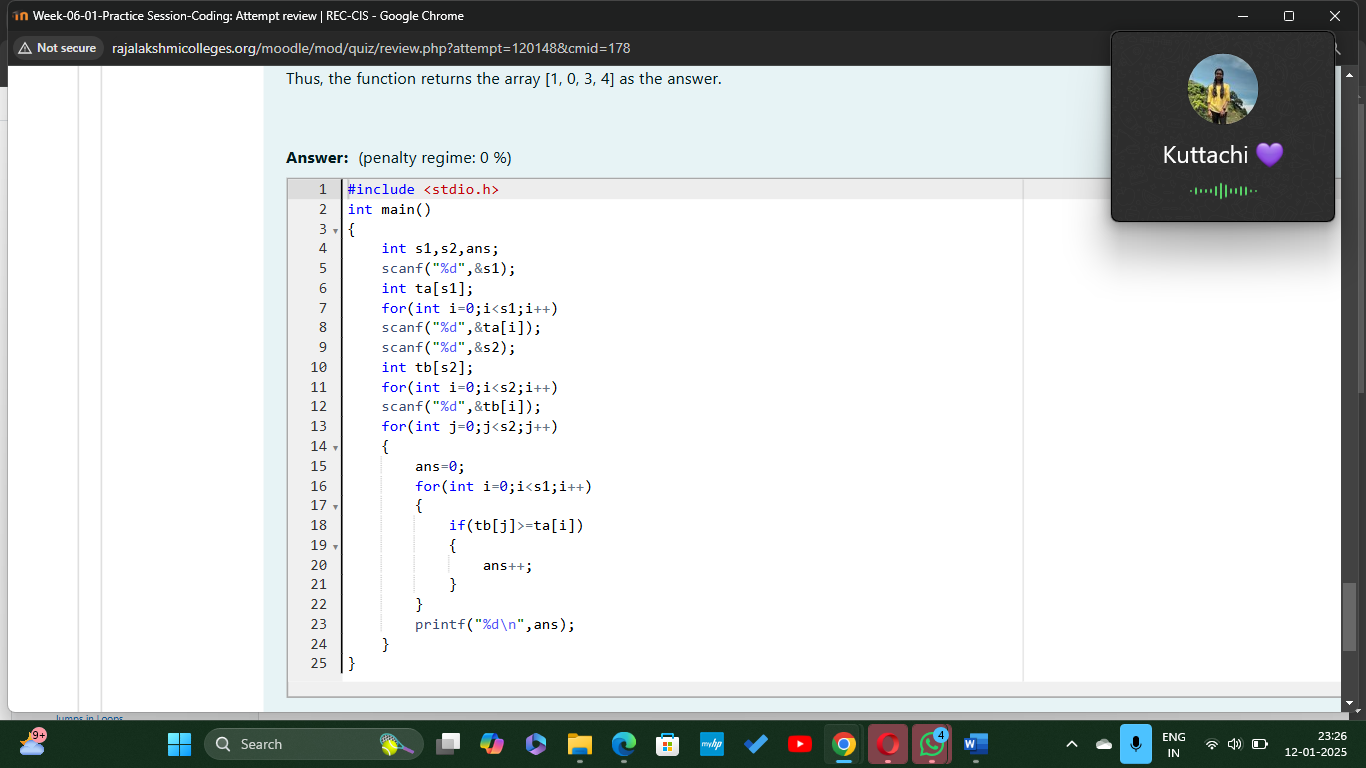 Week-06-01-Practice Session-Coding: Attempt review | REC-CIS - Google Chrome
Not secure
rajalakshmicolleges.org/moodle/mod/quiz/review.php?attempt=120148&cmid=178
Kuttachi 💜
Thus, the function returns the array [1, 0, 3, 4] as the answer.
Answer: (penalty regime: 0 %)
1 #include <stdio.h>
2 int main()
3 {
4     int s1,s2,ans;
5     scanf("%d",&s1);
6     int ta[s1];
7     for(int i=0;i<s1;i++)
8     scanf("%d",&ta[i]);
9     scanf("%d",&s2);
10     int tb[s2];
11     for(int i=0;i<s2;i++)
12     scanf("%d",&tb[i]);
13     for(int j=0;j<s2;j++)
14     {
15         ans=0;
16         for(int i=0;i<s1;i++)
17         {
18             if(tb[j]>=ta[i])
19             {
20                 ans++;
21             }
22         }
23         printf("%d\n",ans);
24     }
25 }
Jumps in Loops
9+
Search
myhp
4
W
ENG
IN
23:26
12-01-2025